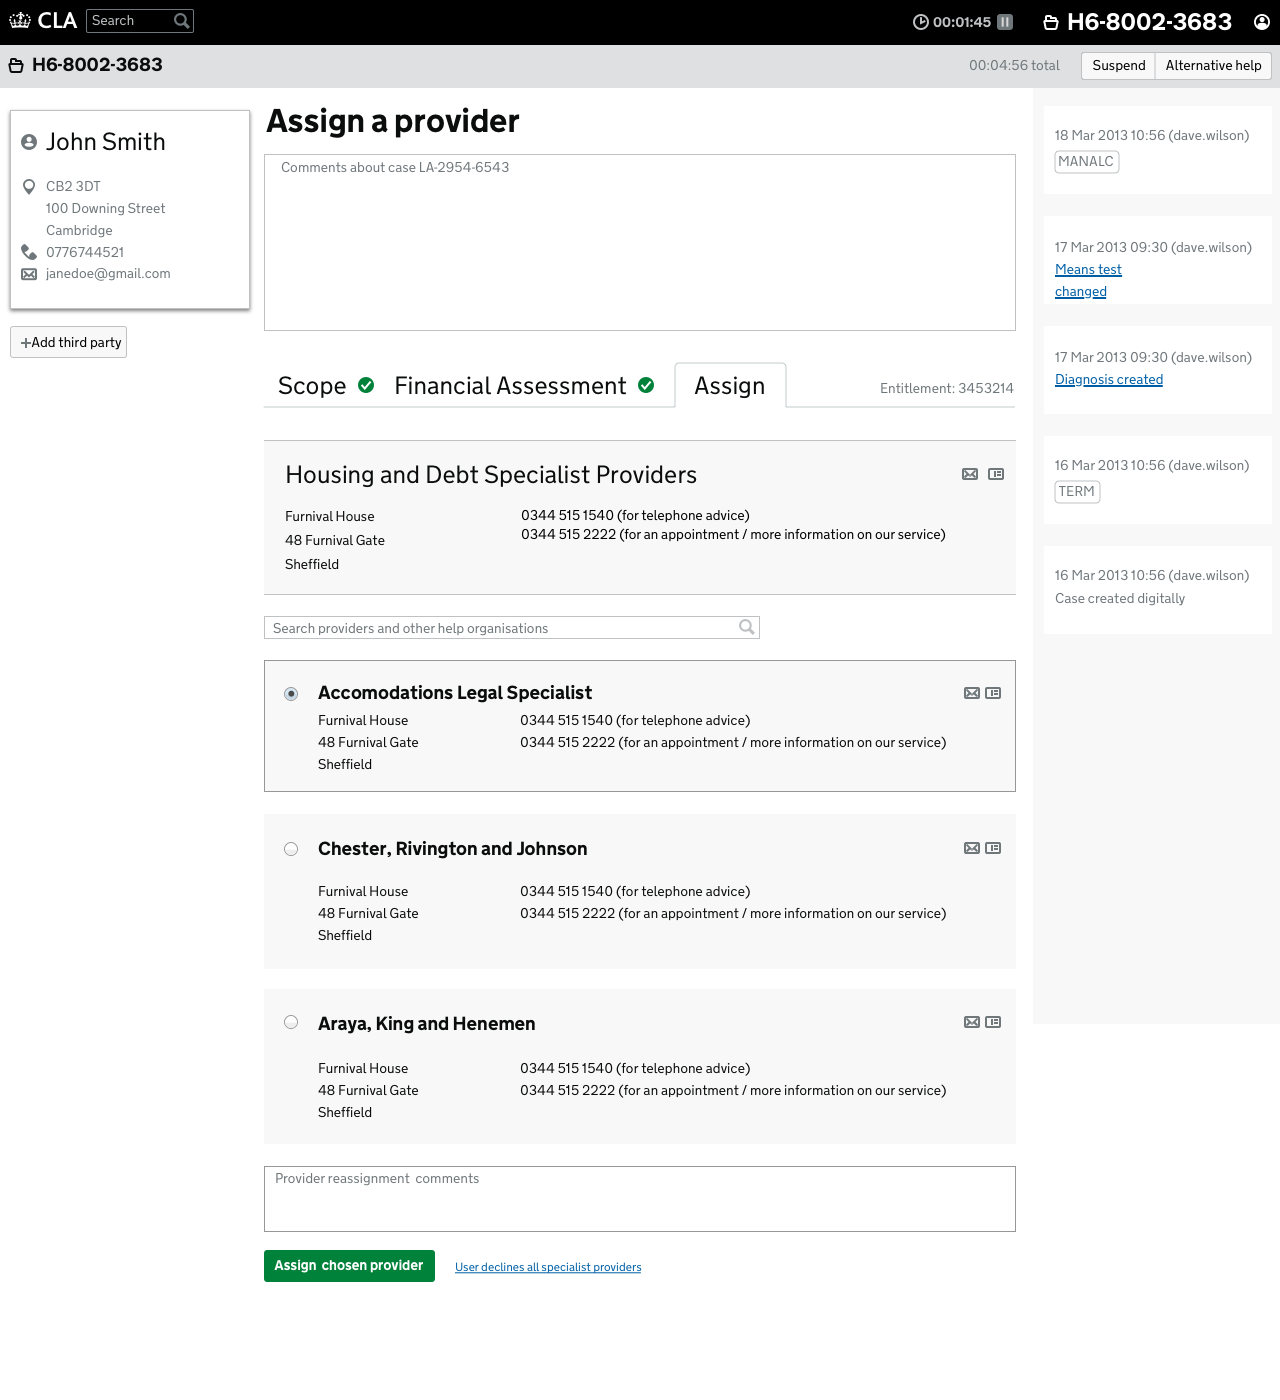 CLA
Search
00:01:45
H6-8002-3683
H6-8002-3683
00:04:56 total
Suspend
Alternative help
John Smith
CB2 3DT
100 Downing Street
Cambridge
0776744521
janedoe@gmail.com
+Add third party
Assign a provider
Comments about case LA-2954-6543
Scope
Financial Assessment
Assign
Entitlement: 3453214
Housing and Debt Specialist Providers
Furnival House
48 Furnival Gate
Sheffield
0344 515 1540 (for telephone advice)
0344 515 2222 (for an appointment / more information on our service)
Search providers and other help organisations
Accomodations Legal Specialist
Furnival House
48 Furnival Gate
Sheffield
0344 515 1540 (for telephone advice)
0344 515 2222 (for an appointment / more information on our service)
Chester, Rivington and Johnson
Furnival House
48 Furnival Gate
Sheffield
0344 515 1540 (for telephone advice)
0344 515 2222 (for an appointment / more information on our service)
Araya, King and Henemen
Furnival House
48 Furnival Gate
Sheffield
0344 515 1540 (for telephone advice)
0344 515 2222 (for an appointment / more information on our service)
Provider reassignment comments
Assign chosen provider
User declines all specialist providers
18 Mar 2013 10:56 (dave.wilson)
MANALC
17 Mar 2013 09:30 (dave.wilson)
Means test
changed
17 Mar 2013 09:30 (dave.wilson)
Diagnosis created
16 Mar 2013 10:56 (dave.wilson)
TERM
16 Mar 2013 10:56 (dave.wilson)
Case created digitally